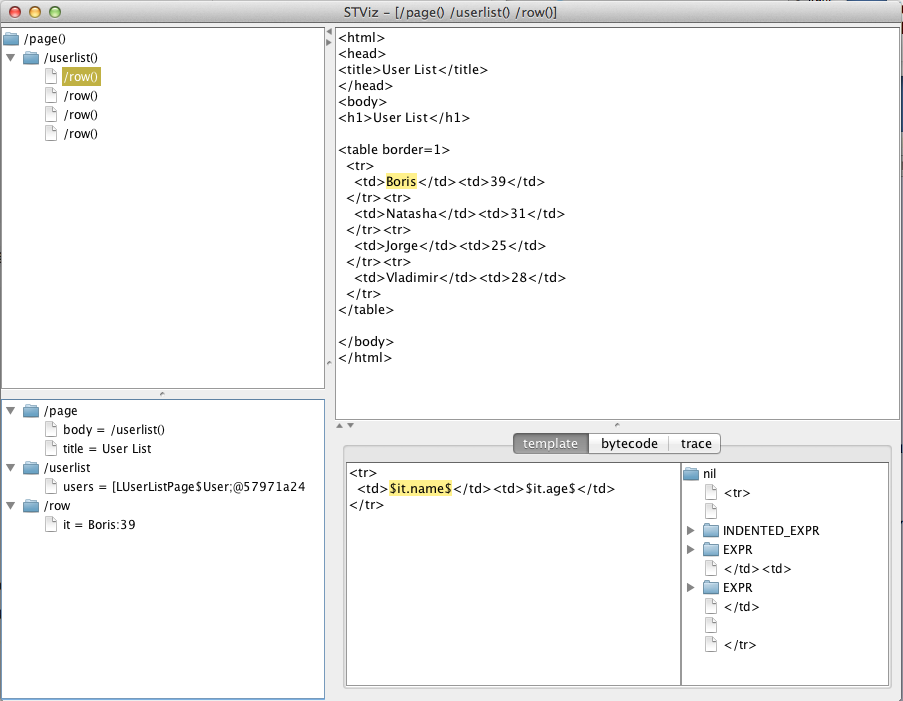 STViz - [/page() /userlist() /row()]
/page()
/userlist()
/row()
/row()
/row()
/row()
<html>
<head>
<title>User List</title>
</head>
<body>
<h1>User List</h1>
<table border=1>
<tr>
<td>Boris</td><td>39</td>
</tr><tr>
<td>Natasha</td><td>31</td>
</tr><tr>
<td>Jorge</td><td>25</td>
</tr><tr>
<td>Vladimir</td><td>28</td>
</tr>
</table>
</body>
</html>
/page
body = /userlist()
title = User List
/userlist
users = [LUserListPage$User;@57971a24
/row
it = Boris:39
template bytecode trace
<tr>
<td>$it.name$</td><td>$it.age$</td>
</tr>
nil
<tr>
INDENTED_EXPR
EXPR
</td><td>
EXPR
</td>
</tr>